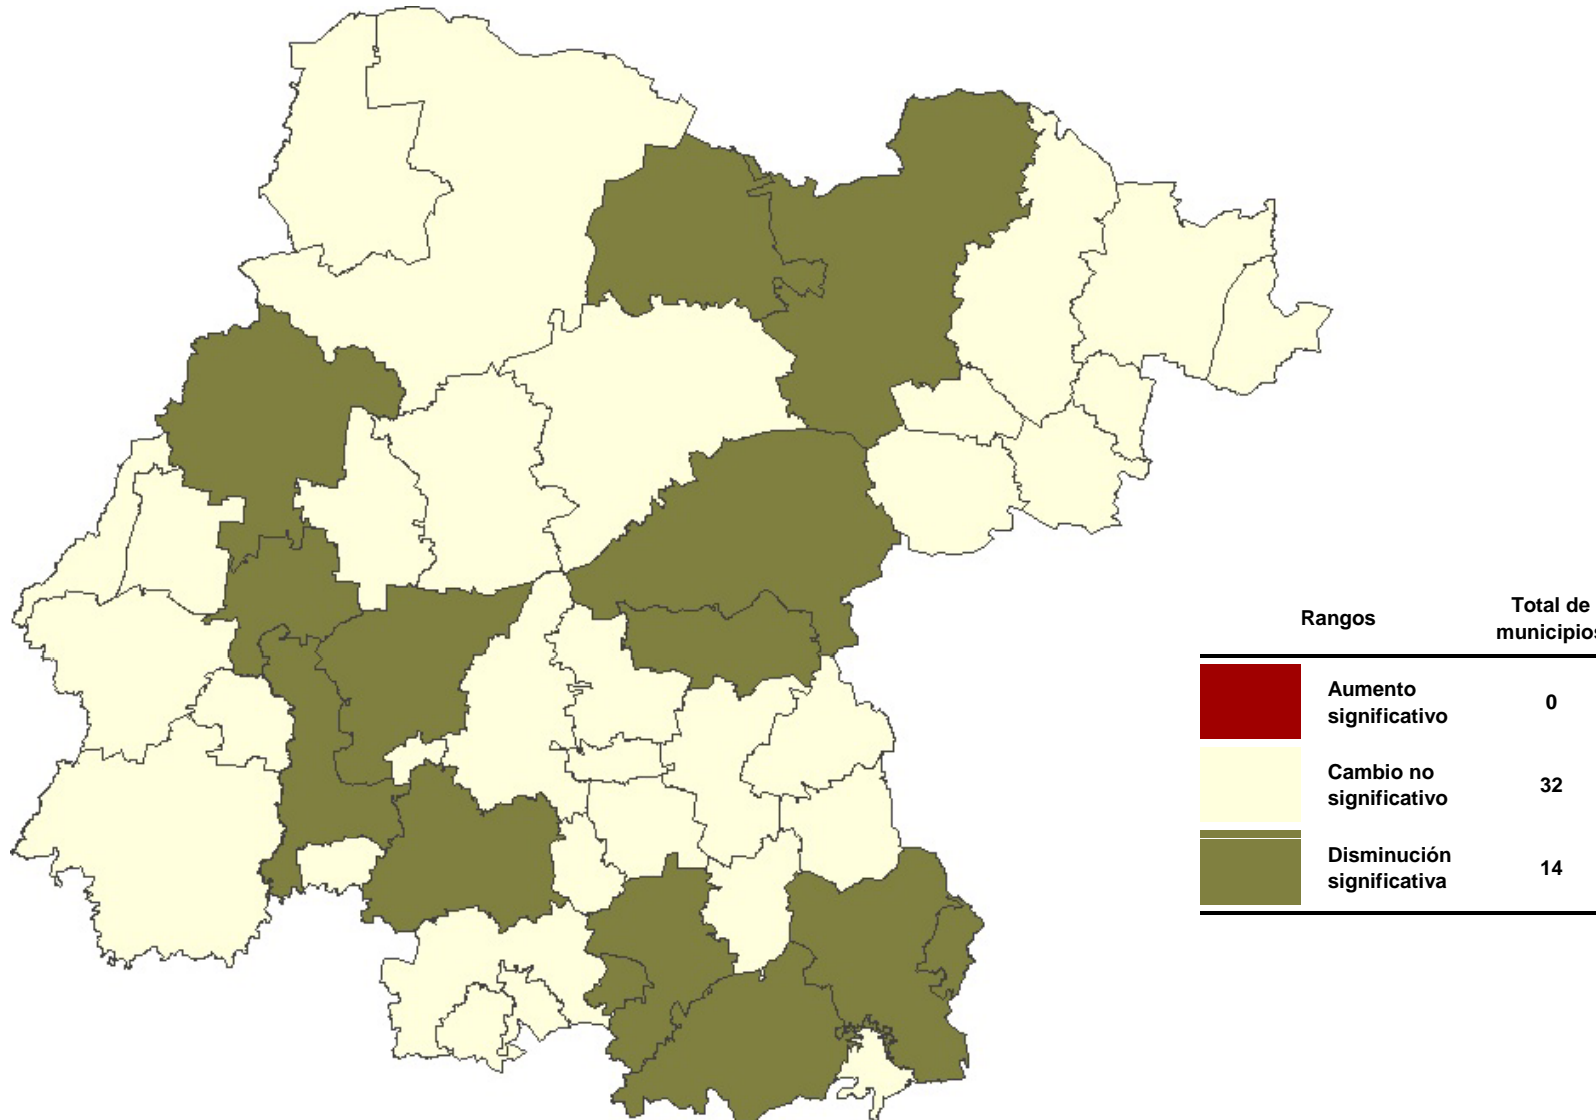 Rangos
Total de
municipios
Aumento
significativo
0
Cambio no
significativo
32
Disminución
significativa
14